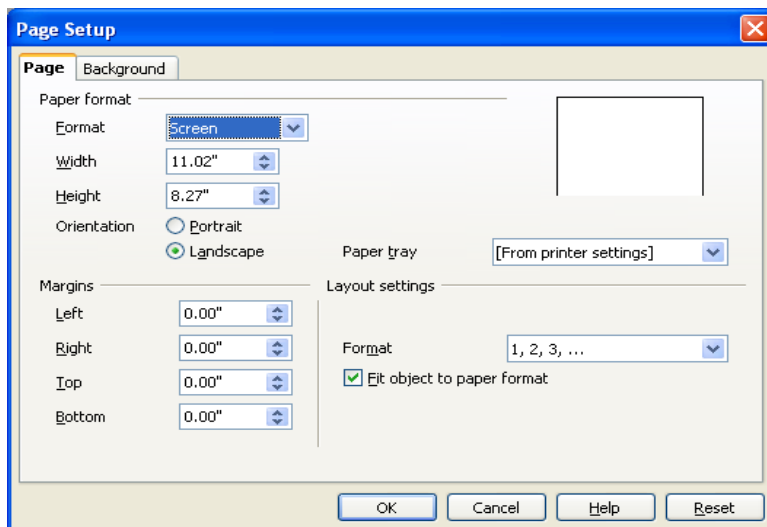 Page Setup
Page Background
Paper format
Format Screen
Width 11.02"
Height 8.27"
Orientation Portrait
Landscape Paper tray [From printer settings]
Margins Layout settings
Left 0.00"
Right 0.00" Format 1, 2, 3, ...
Top 0.00" Fit object to paper format
Bottom 0.00"
OK Cancel Help Reset